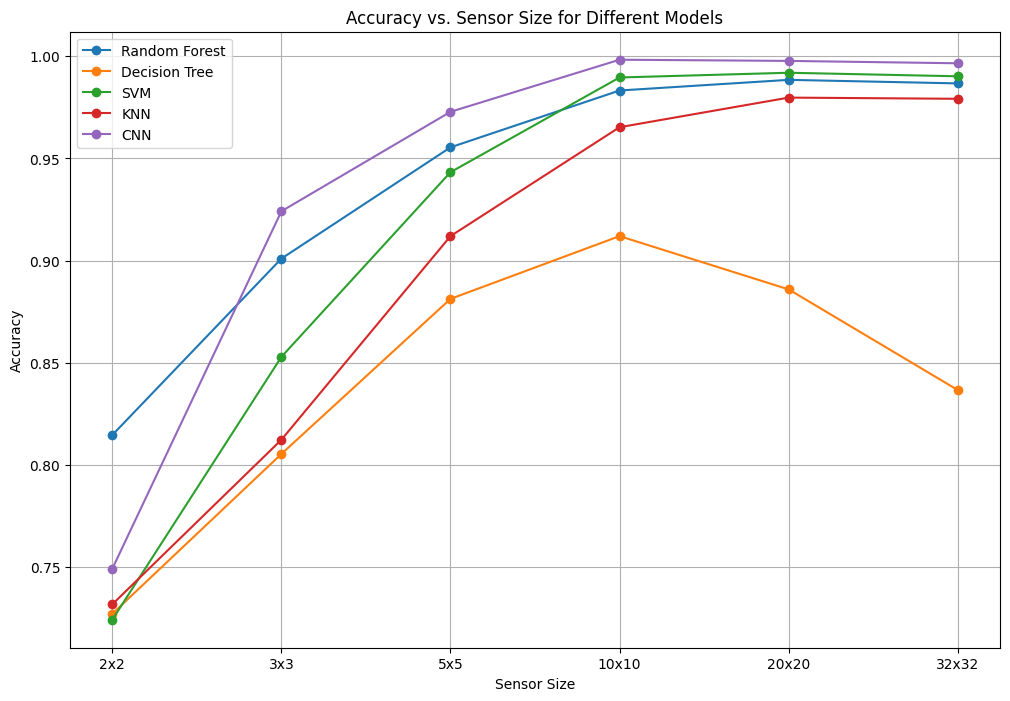 Accuracy vs. Sensor Size for Different Models
Random Forest
Decision Tree
SVM
KNN
CNN
Accuracy
1.00
0.95
0.90
0.85
0.80
0.75
2x2 3x3 5x5 10x10 20x20 32x32
Sensor Size